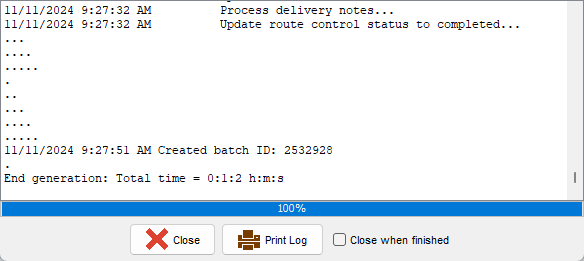 11/11/2024 9:27:32 AM          Process delivery notes...
11/11/2024 9:27:32 AM          Update route control status to completed...
...
....
.....
.
..
...
....
.....
11/11/2024 9:27:51 AM Created batch ID: 2532928
.
End generation: Total time = 0:1:2 h:m:s
100%
Close
Print Log
Close when finished